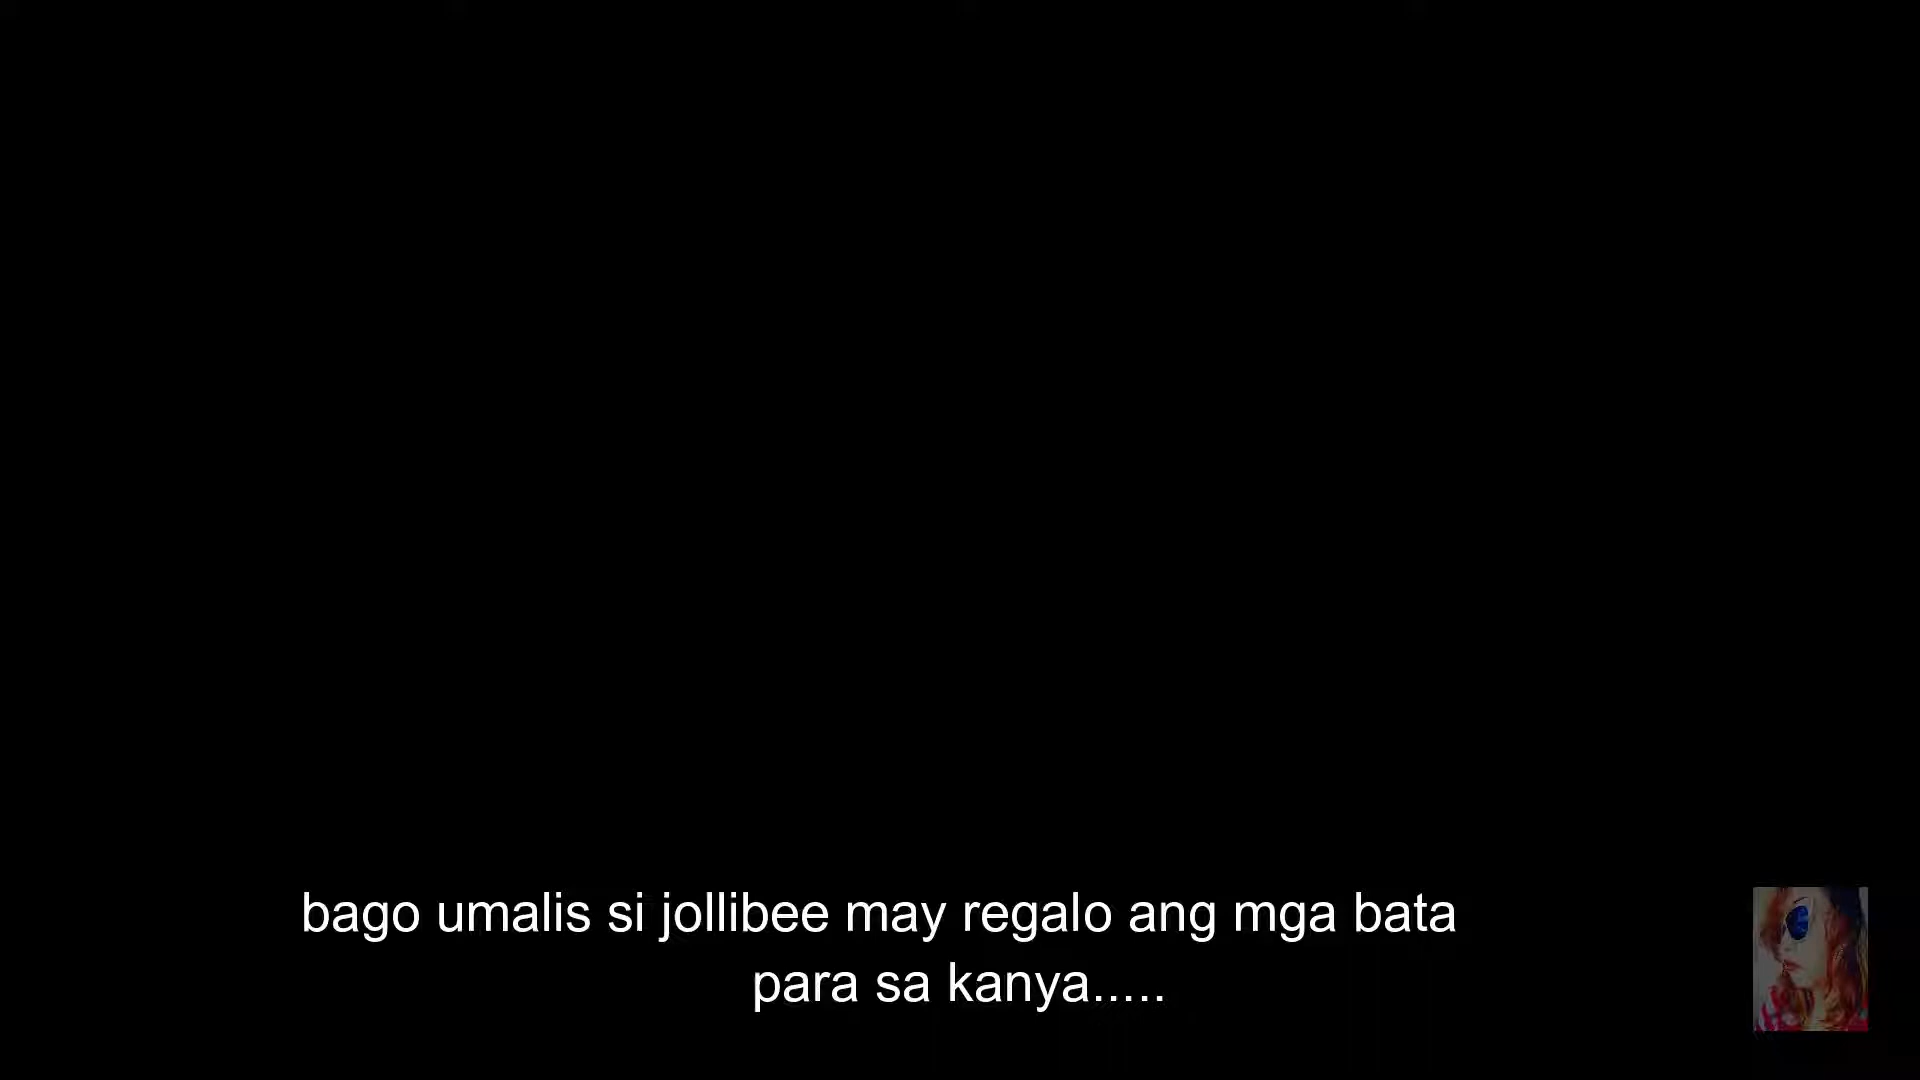 bago umalis si jollibee may regalo ang mga bata
para sa kanya.....